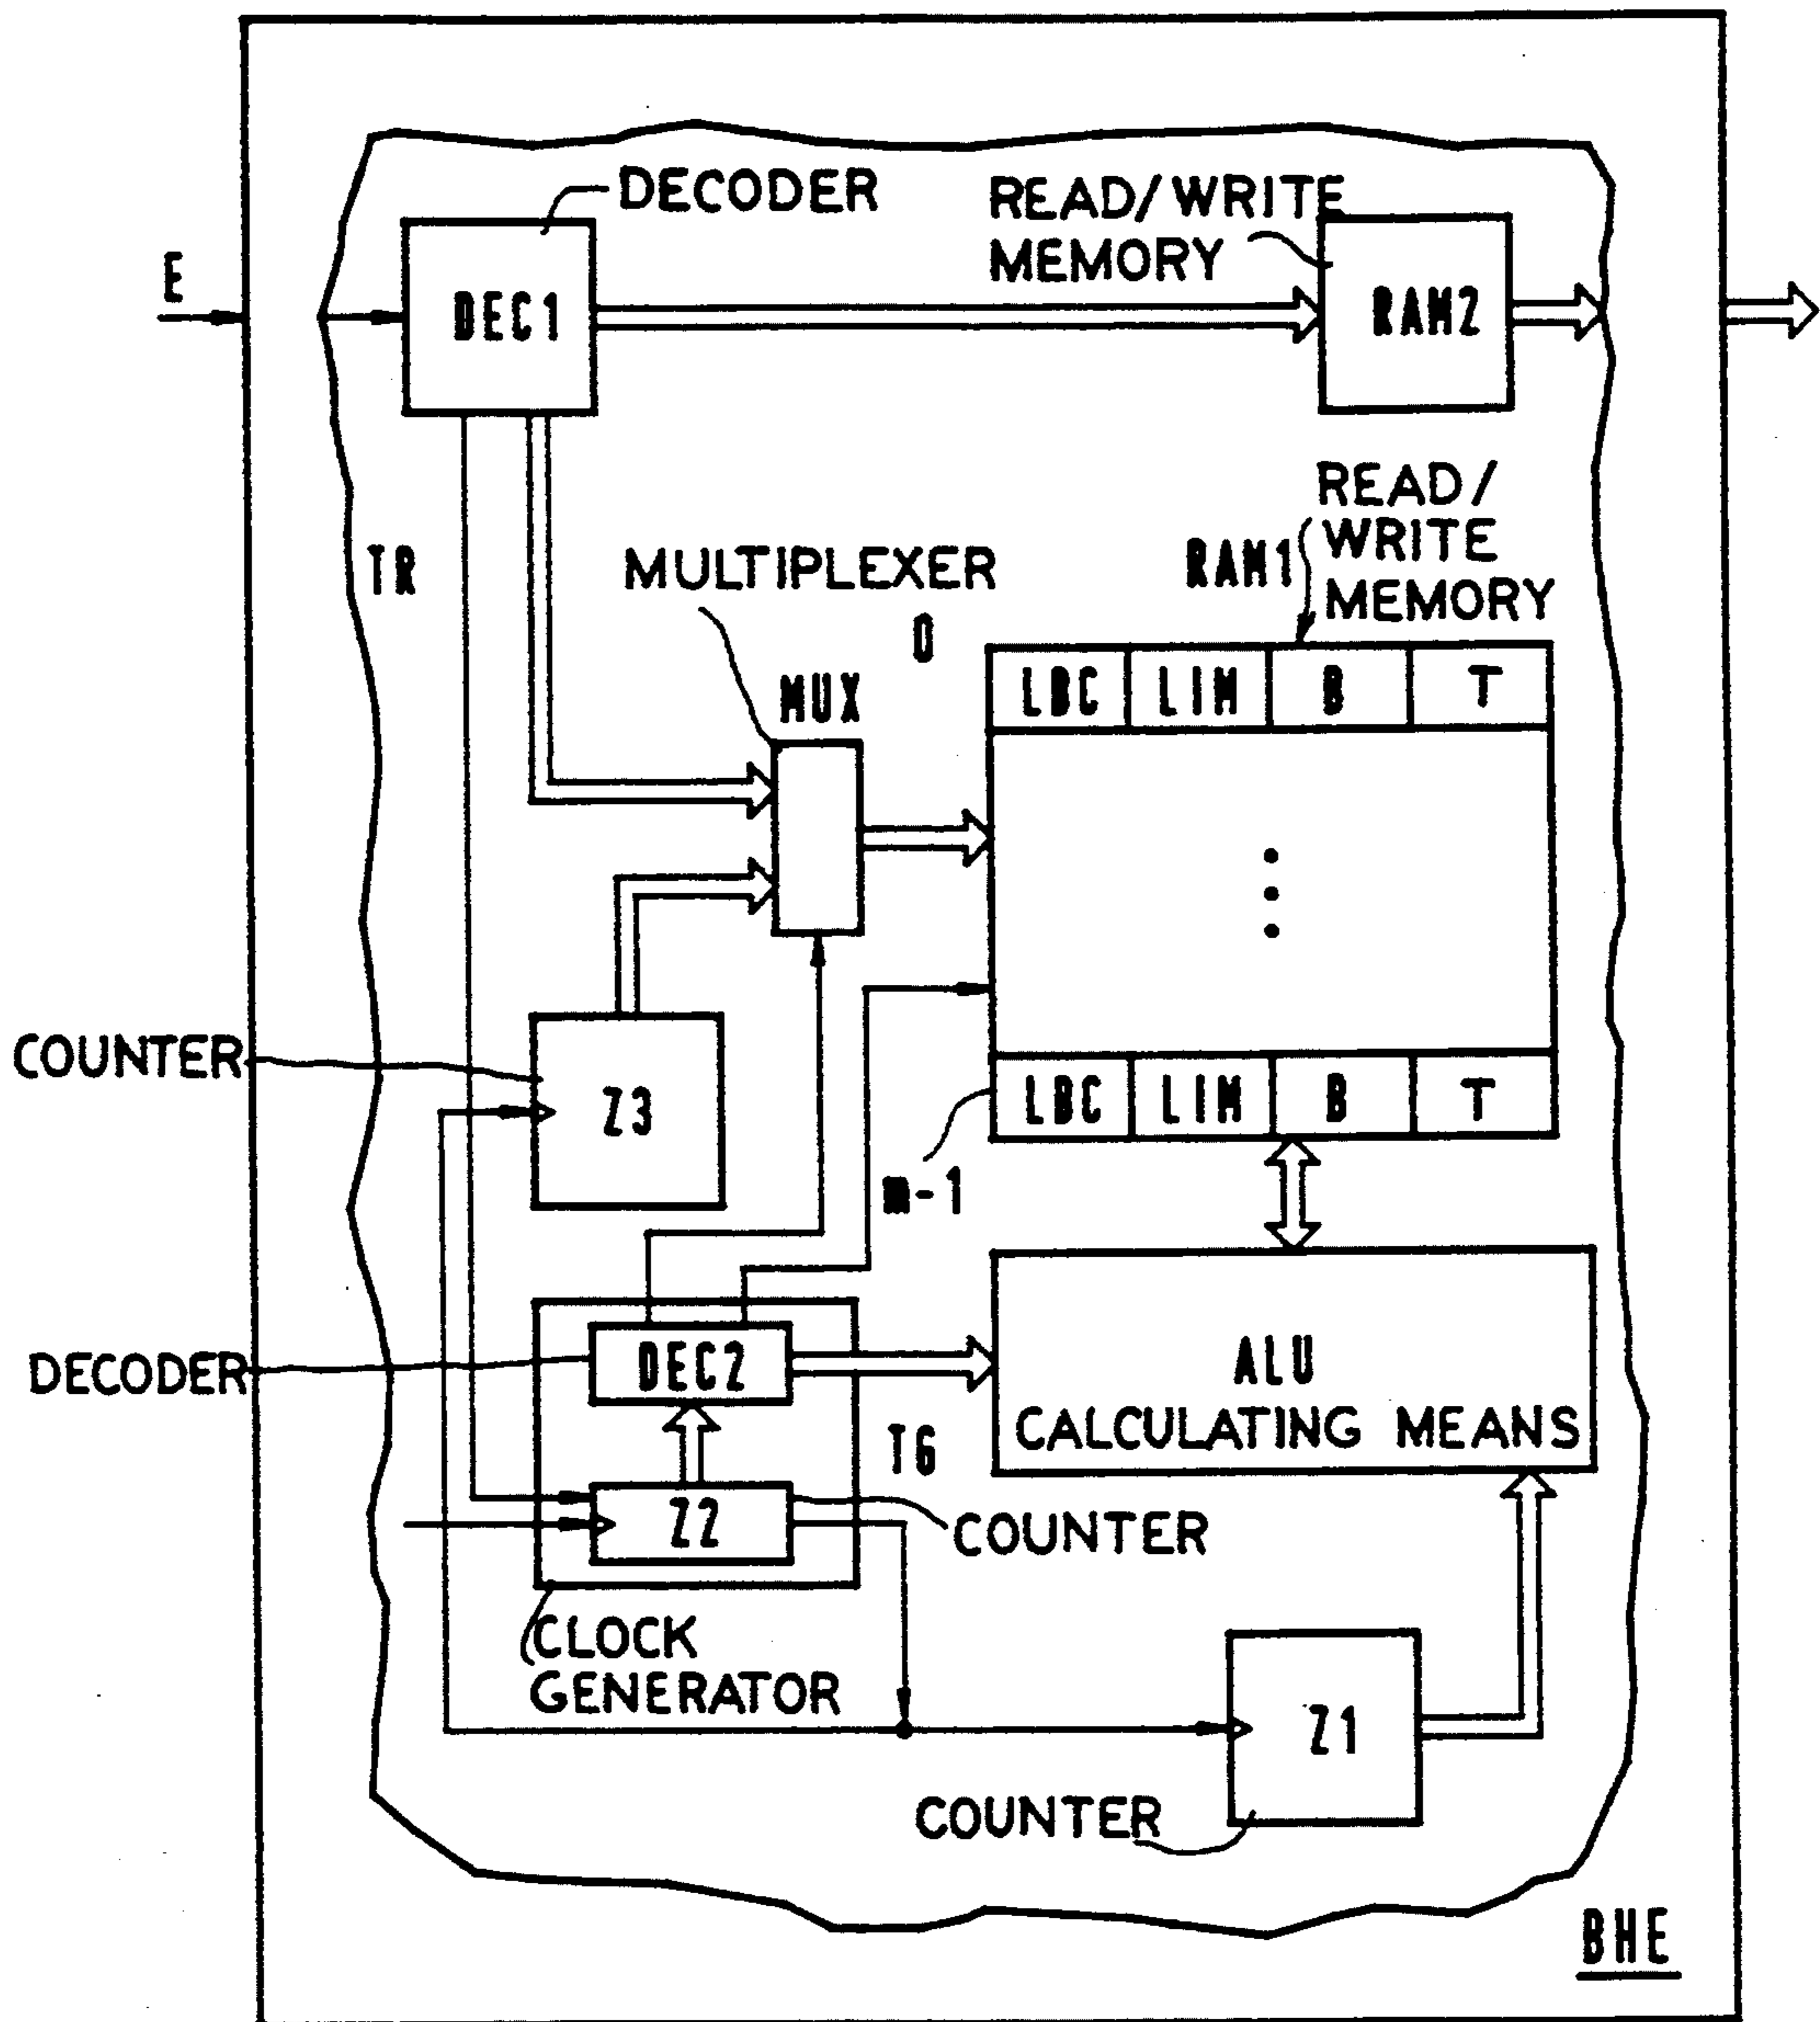 DECODER
READ/WRITE
MEMORY
E
DEC1
RAM2
READ/
WRITE
MEMORY
TR
MULTIPLEXER
RAM1
0
MUX
LBC LIM B T
COUNTER
Z3
LBC LIM B T
m-1
DECODER
DEC2
ALU
CALCULATING MEANS
TG
Z2
COUNTER
CLOCK
GENERATOR
Z1
COUNTER
BHE